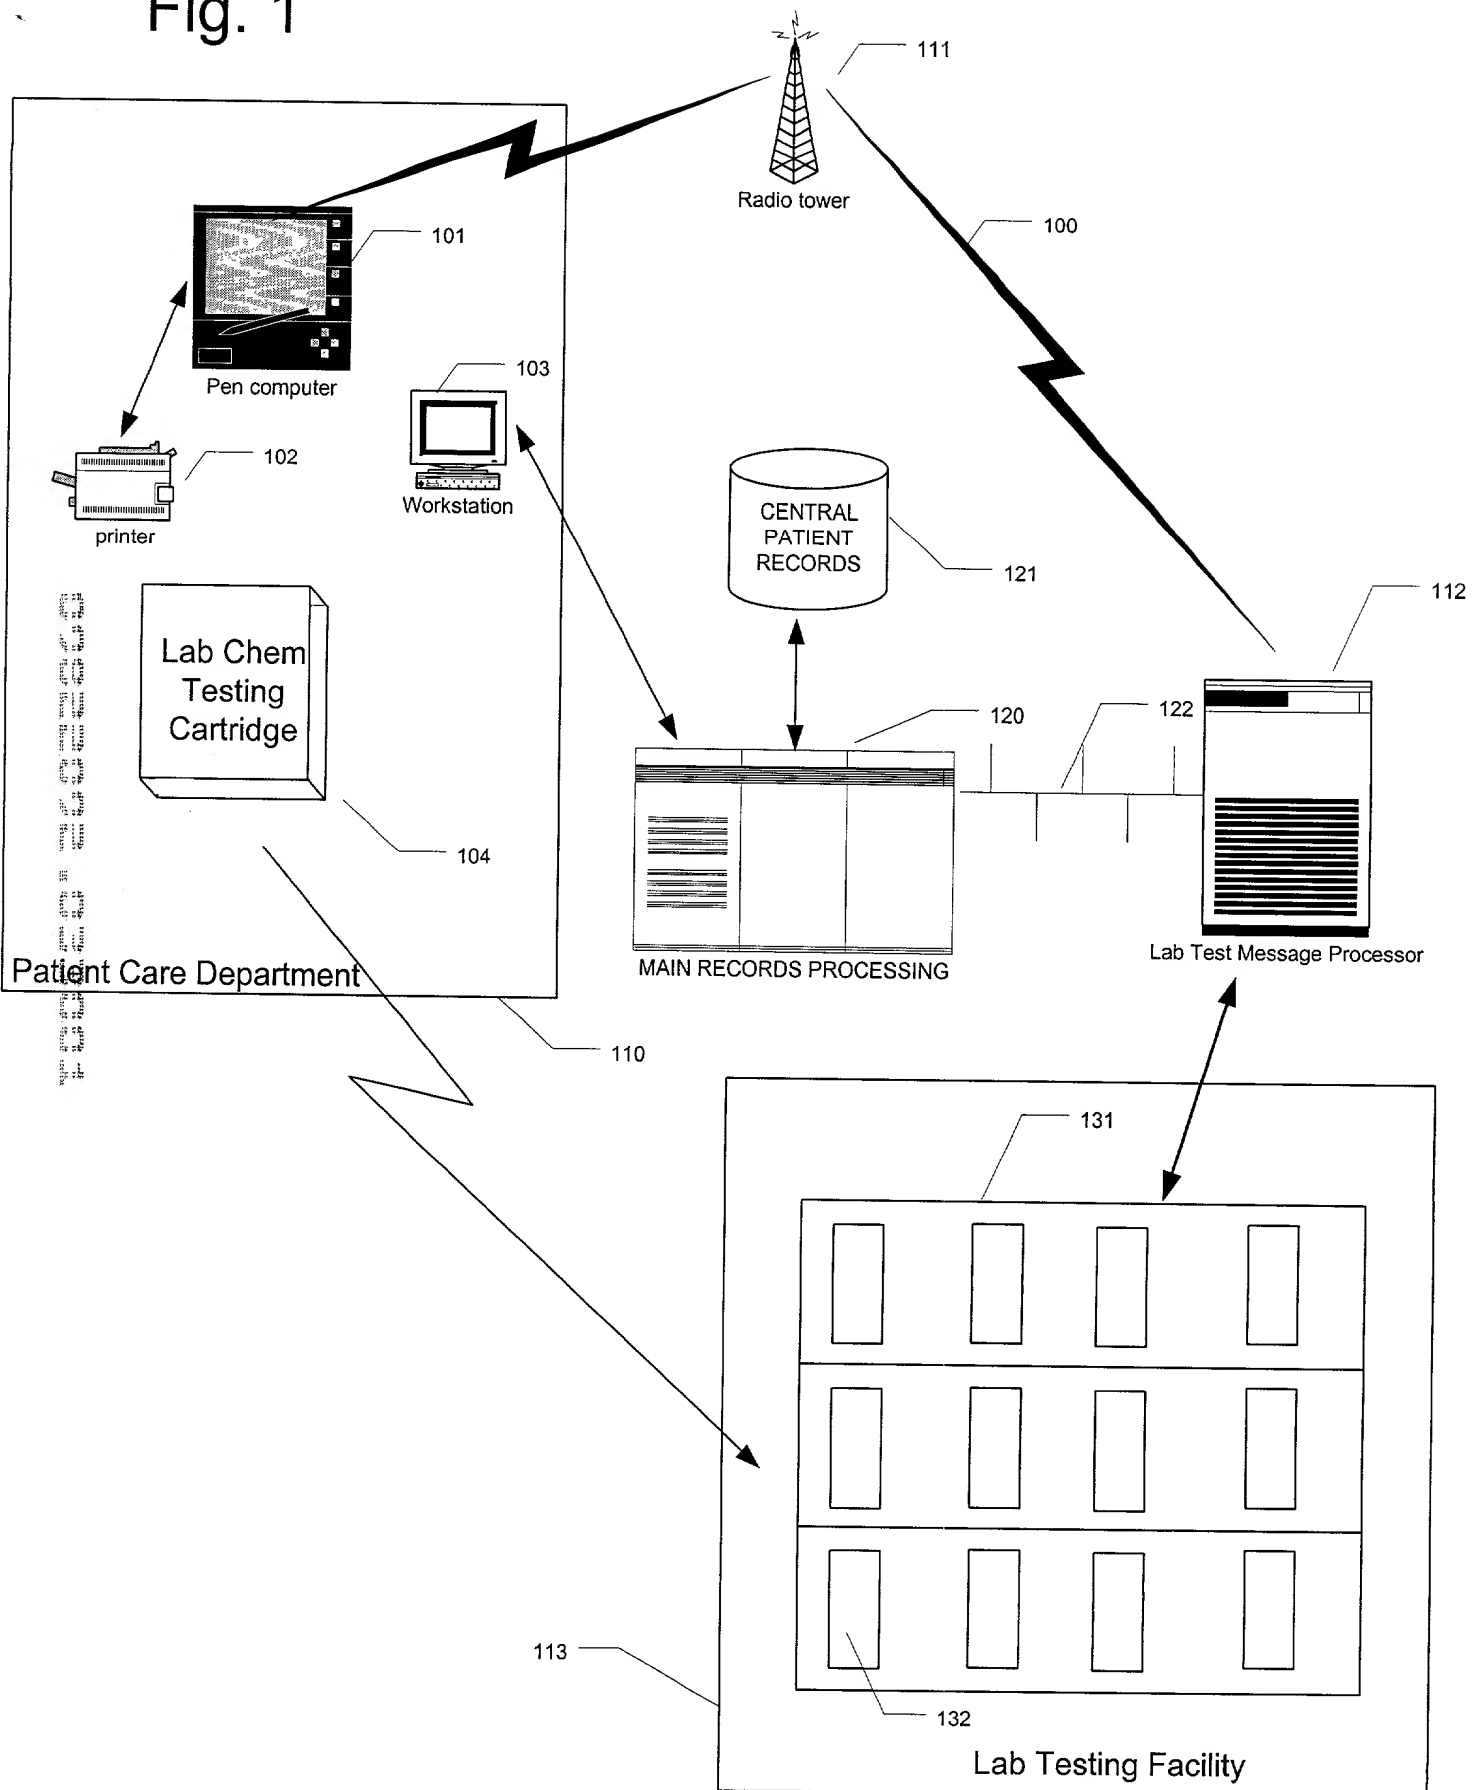 Fig. 1
111
Radio tower
100
101
Pen computer
103
102
Workstation
printer
CENTRAL
PATIENT
RECORDS
121
112
Lab Chem
Testing
Cartridge
120
122
104
Patient Care Department
MAIN RECORDS PROCESSING
Lab Test Message Processor
110
131
113
132
Lab Testing Facility